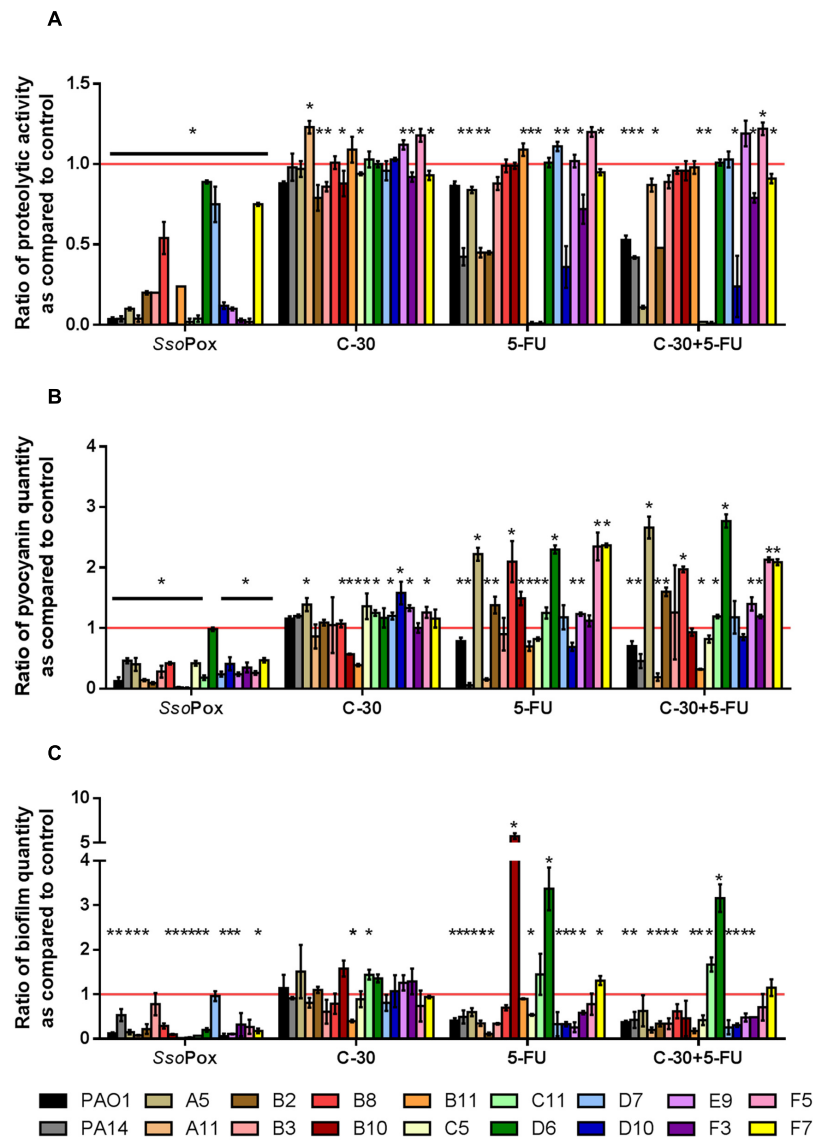 A
Ratio of proteolytic activity
as compared to control
1.5
1.0
0.5
0.0
SsoPox
C-30
5-FU
C-30+5-FU
B
Ratio of pyocyanin quantity
as compared to control
4
3
2
1
0
SsoPox
C-30
5-FU
C-30+5-FU
C
Ratio of biofilm quantity
as compared to control
10
5
4
3
2
1
0
SsoPox
C-30
5-FU
C-30+5-FU
PAO1 A5 B2 B8 B11 C11 D7 E9 F5
PA14 A11 B3 B10 C5 D6 D10 F3 F7